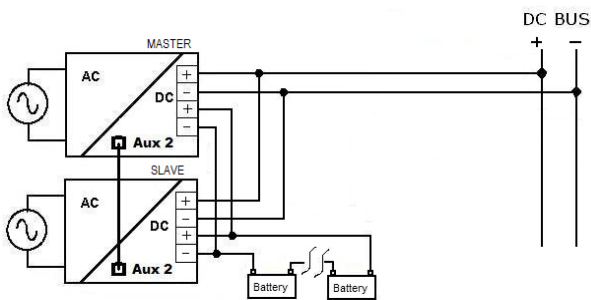 DC BUS
+ −
MASTER
AC
+
−
DC
+
−
Aux 2
SLAVE
AC
+
−
DC
+
−
Aux 2
Battery
Battery